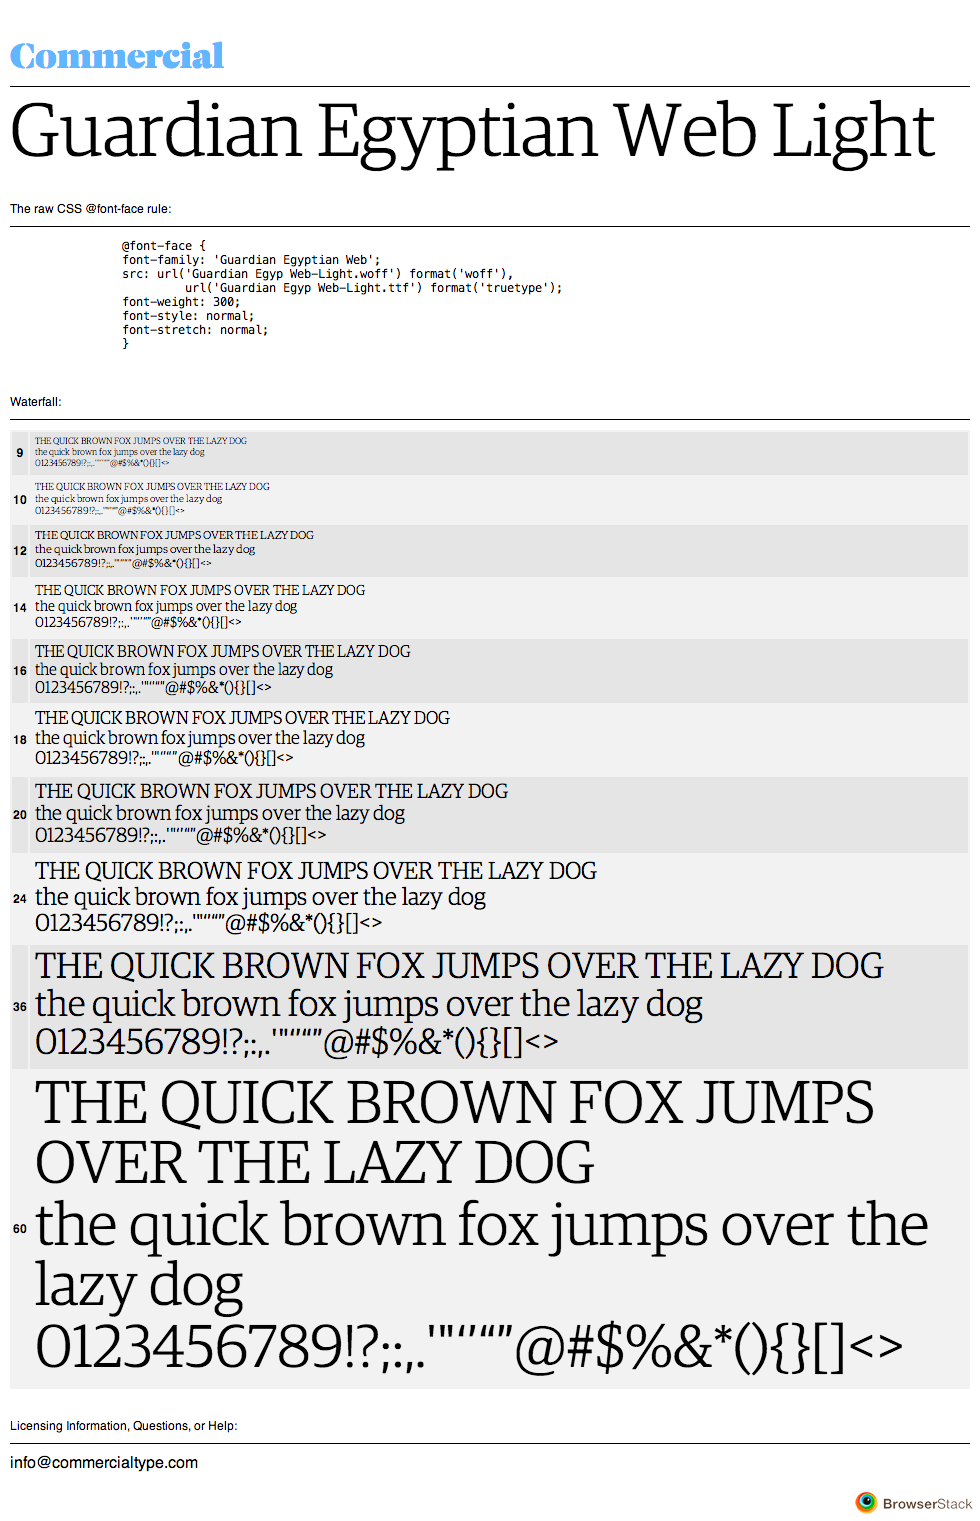 Commercial
Guardian Egyptian Web Light
The raw CSS @font-face rule:
@font-face {
font-family: 'Guardian Egyptian Web';
src: url('Guardian Egyp Web-Light.woff') format('woff'),
url('Guardian Egyp Web-Light.ttf') format('truetype');
font-weight: 300;
font-style: normal;
font-stretch: normal;
}
Waterfall:
9
THE QUICK BROWN FOX JUMPS OVER THE LAZY DOG
the quick brown fox jumps over the lazy dog
0123456789!?;:,.'"‘’“”@#$%&*(){}[]<>
10
THE QUICK BROWN FOX JUMPS OVER THE LAZY DOG
the quick brown fox jumps over the lazy dog
0123456789!?;:,.'"‘’“”@#$%&*(){}[]<>
12
THE QUICK BROWN FOX JUMPS OVER THE LAZY DOG
the quick brown fox jumps over the lazy dog
0123456789!?;:,.'"‘’“”@#$%&*(){}[]<>
14
THE QUICK BROWN FOX JUMPS OVER THE LAZY DOG
the quick brown fox jumps over the lazy dog
0123456789!?;:,.'"‘’“”@#$%&*(){}[]<>
16
THE QUICK BROWN FOX JUMPS OVER THE LAZY DOG
the quick brown fox jumps over the lazy dog
0123456789!?;:,.'"‘’“”@#$%&*(){}[]<>
18
THE QUICK BROWN FOX JUMPS OVER THE LAZY DOG
the quick brown fox jumps over the lazy dog
0123456789!?;:,.'"‘’“”@#$%&*(){}[]<>
20
THE QUICK BROWN FOX JUMPS OVER THE LAZY DOG
the quick brown fox jumps over the lazy dog
0123456789!?;:,.'"‘’“”@#$%&*(){}[]<>
24
THE QUICK BROWN FOX JUMPS OVER THE LAZY DOG
the quick brown fox jumps over the lazy dog
0123456789!?;:,.'"‘’“”@#$%&*(){}[]<>
36
THE QUICK BROWN FOX JUMPS OVER THE LAZY DOG
the quick brown fox jumps over the lazy dog
0123456789!?;:,.'"‘’“”@#$%&*(){}[]<>
60
THE QUICK BROWN FOX JUMPS
OVER THE LAZY DOG
the quick brown fox jumps over the
lazy dog
0123456789!?;:,.'"‘’“”@#$%&*(){}[]<>
Licensing Information, Questions, or Help:
info@commercialtype.com
BrowserStack